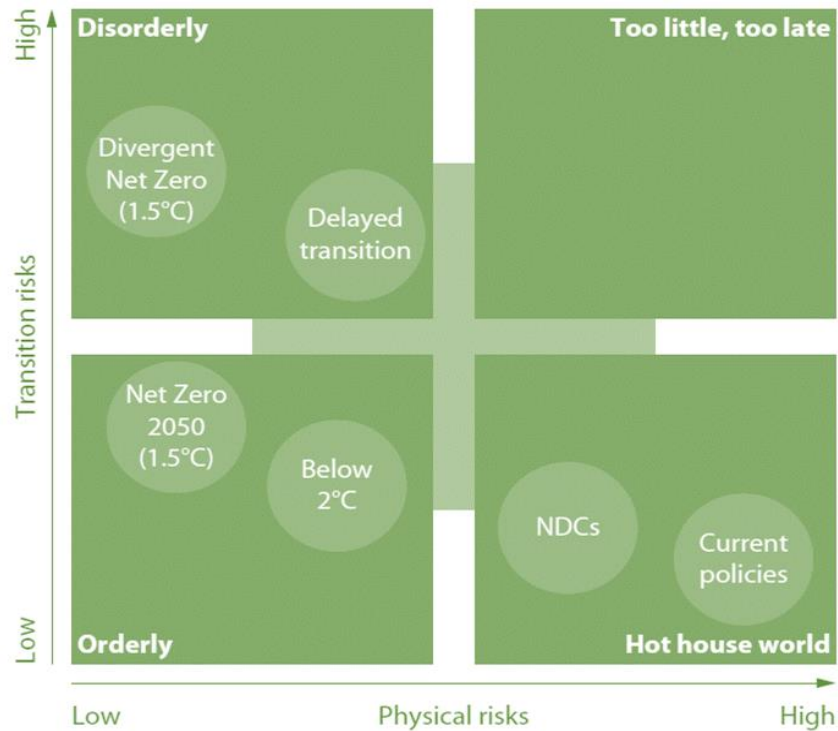 High
Transition risks
Low
Disorderly
Too little, too late
Divergent
Net Zero
(1.5°C)
Delayed
transition
Net Zero
2050
(1.5°C)
Below
2°C
NDCs
Current
policies
Orderly
Hot house world
Low
Physical risks
High